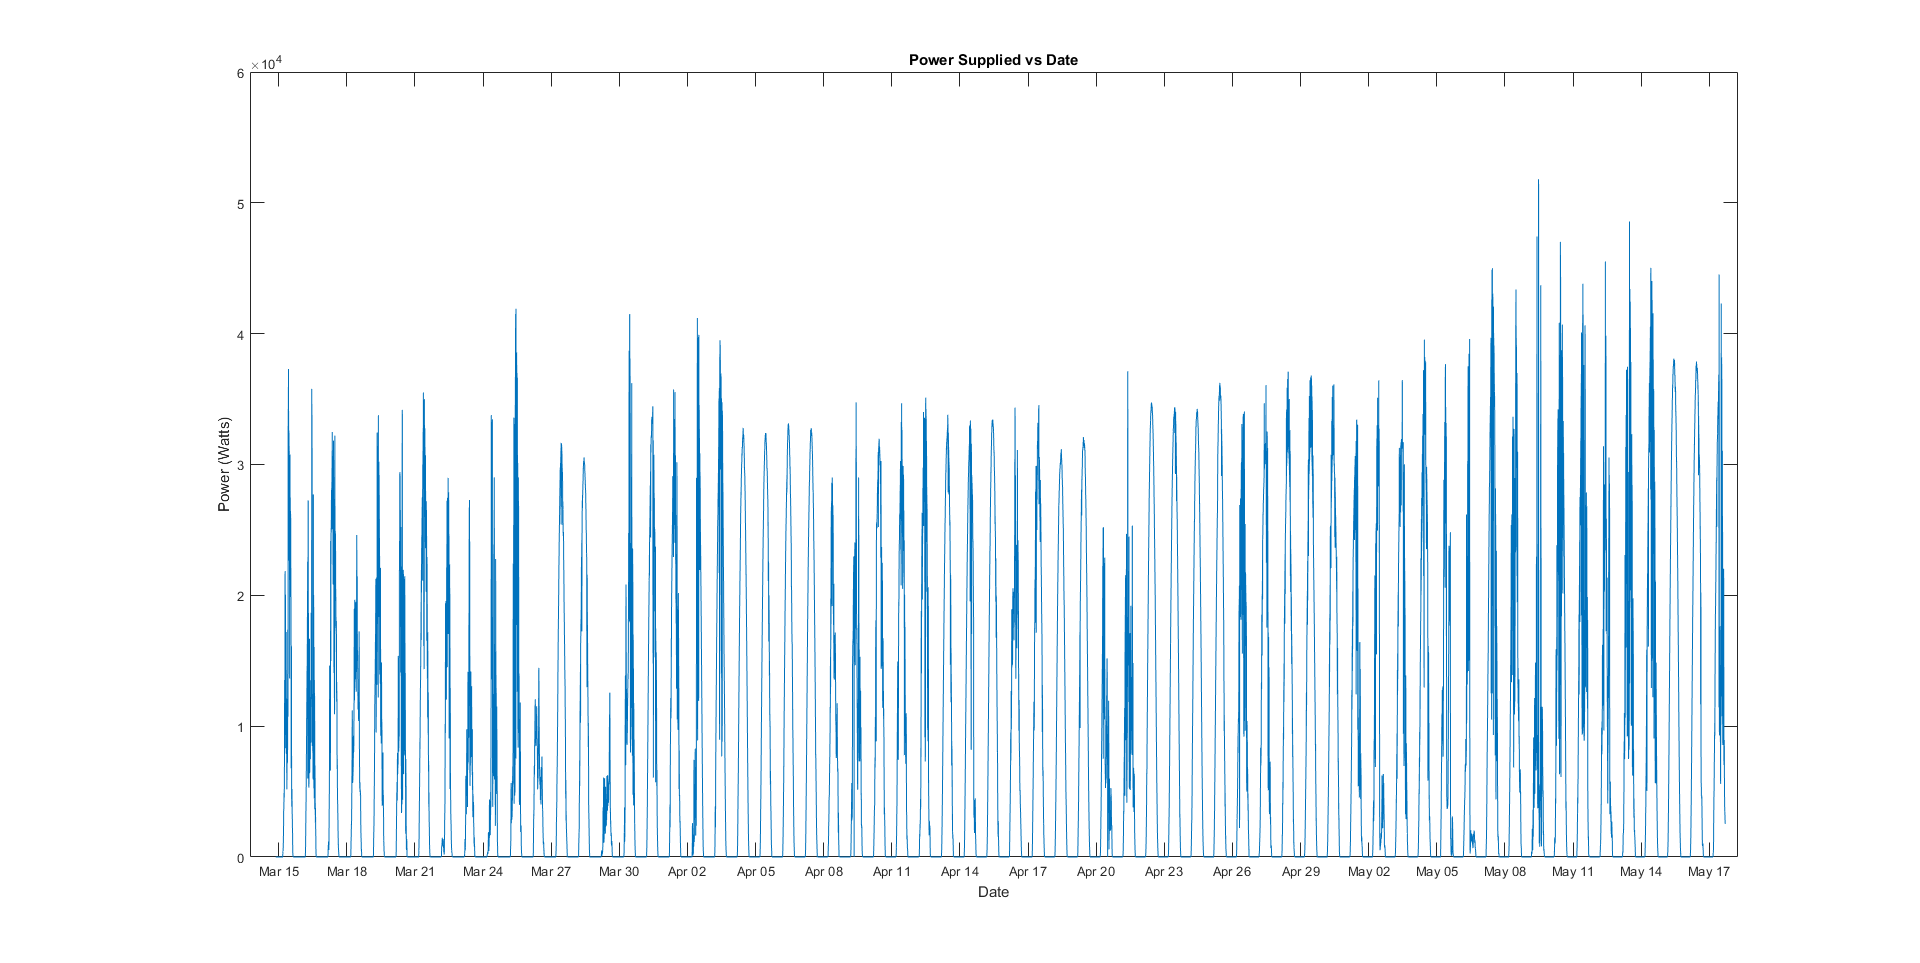 Power Supplied vs Date
×10^4
6
5
4
3
2
1
0
Power (Watts)
Mar 15 Mar 18 Mar 21 Mar 24 Mar 27 Mar 30 Apr 02 Apr 05 Apr 08 Apr 11 Apr 14 Apr 17 Apr 20 Apr 23 Apr 26 Apr 29 May 02 May 05 May 08 May 11 May 14 May 17
Date